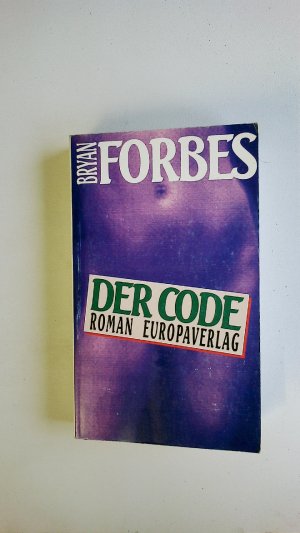 BRYAN
FORBES
DER CODE
ROMAN EUROPAVERLAG